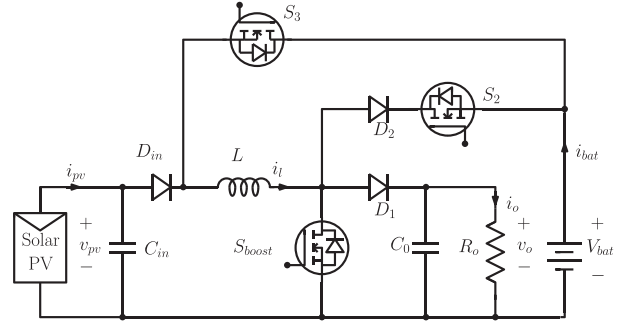 S3
S2
D2
Din
L
il
ibat
ipv
D1
io
Solar
PV
+
vpv
−
Cin
Sboost
C0
Ro
+
vo
−
+
Vbat
−